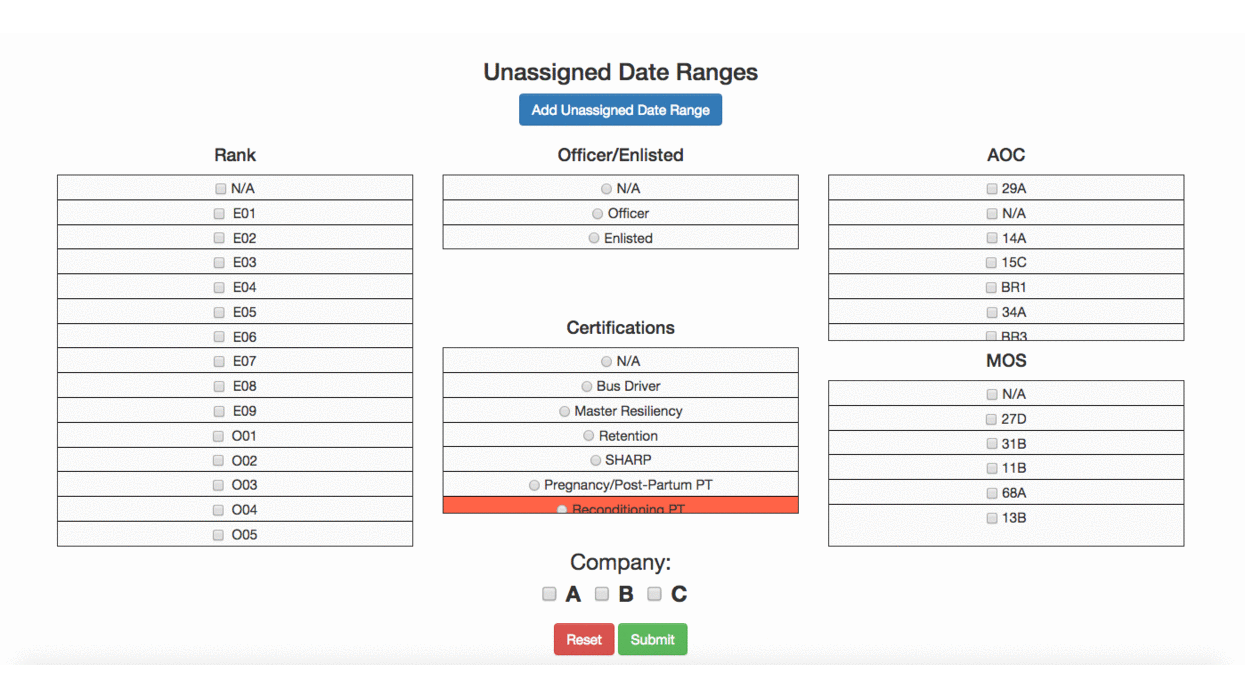 Unassigned Date Ranges
Add Unassigned Date Range
Rank
N/A
E01
E02
E03
E04
E05
E06
E07
E08
E09
O01
O02
O03
O04
O05
Officer/Enlisted
N/A
Officer
Enlisted
Certifications
N/A
Bus Driver
Master Resiliency
Retention
SHARP
Pregnancy/Post-Partum PT
Reconditioning PT
AOC
29A
N/A
14A
15C
BR1
34A
BR3
MOS
N/A
27D
31B
11B
68A
13B
Company:
A B C
Reset Submit